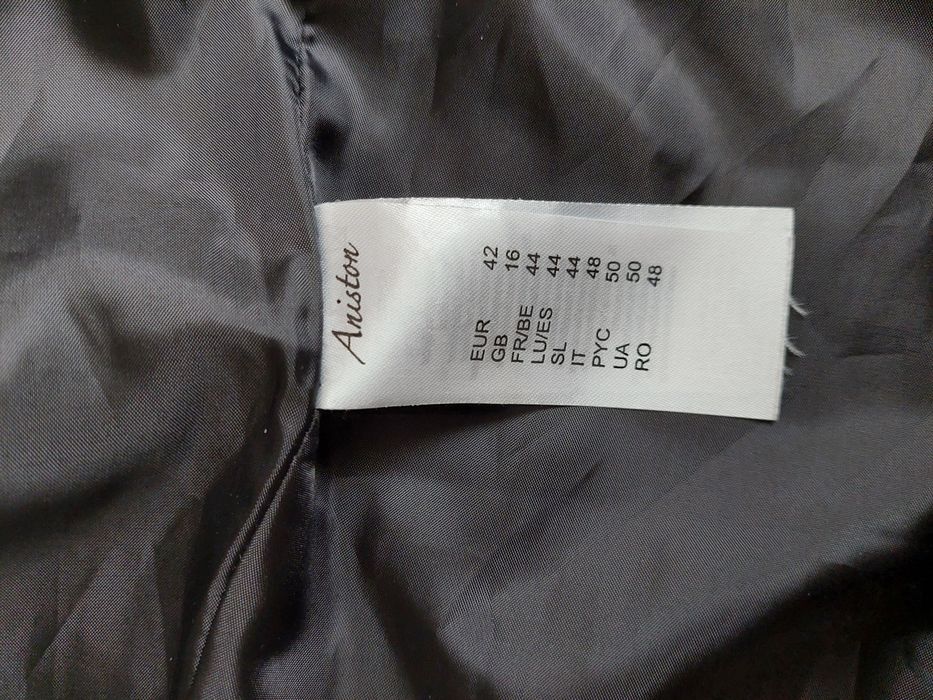 Aniston
EUR 42
GB 16
FR/BE 44
LU/ES 44
SL 44
IT 48
РУС 50
UA 50
RO 48